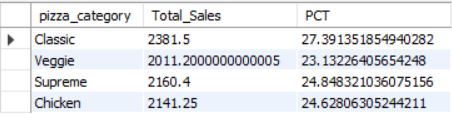 pizza_category Total_Sales PCT
Classic 2381.5 27.391351854940282
Veggie 2011.2000000000005 23.13226405654248
Supreme 2160.4 24.848321036075156
Chicken 2141.25 24.62806305244211